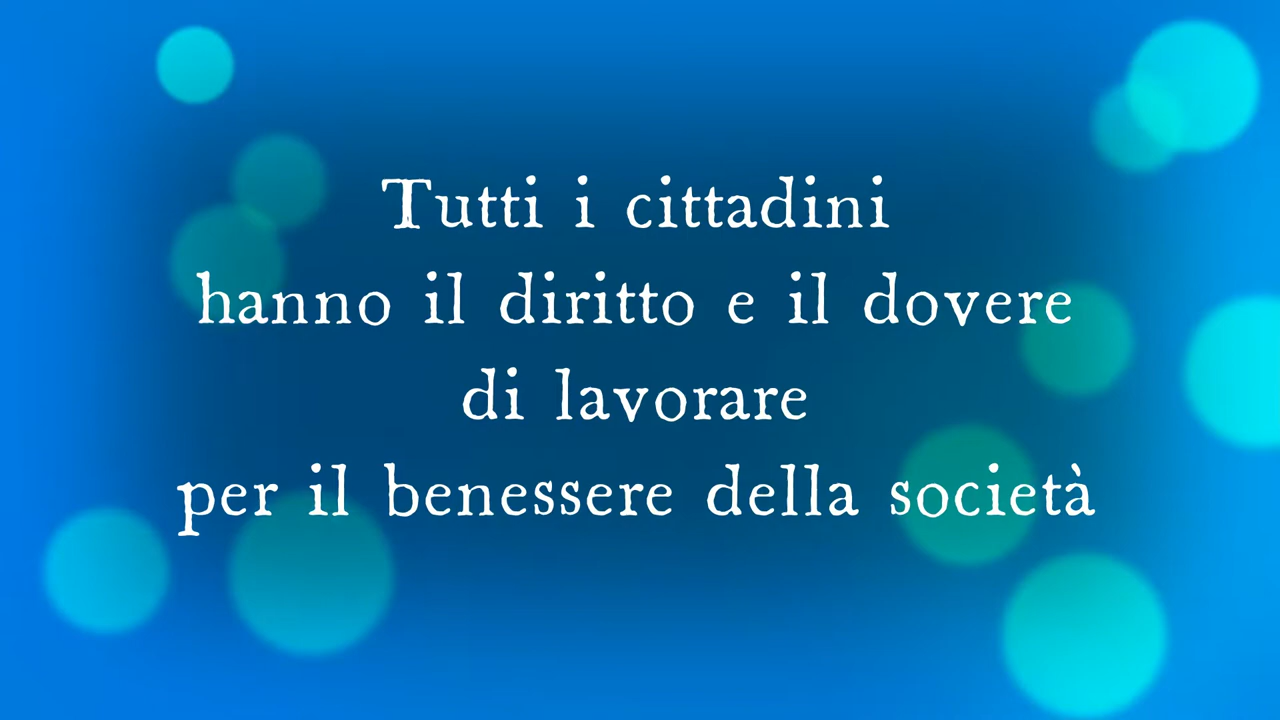 Tutti i cittadini
hanno il diritto e il dovere
di lavorare
per il benessere della società